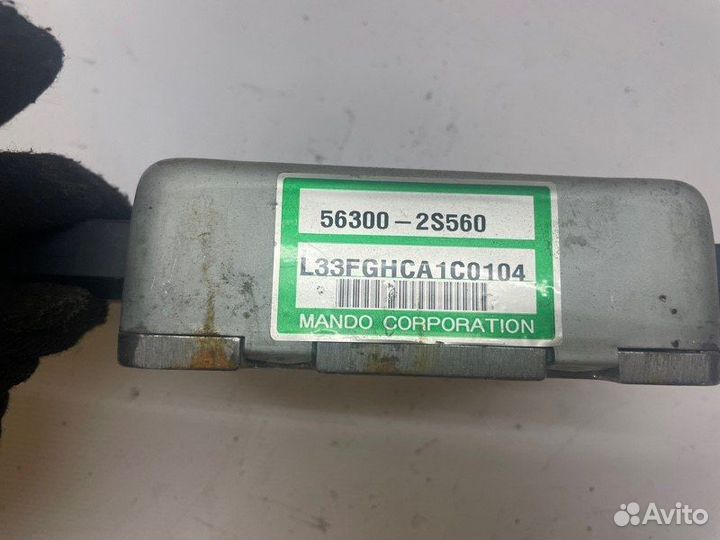 56300-2S560
L33FGHCA1C0104
MANDO CORPORATION
Avito